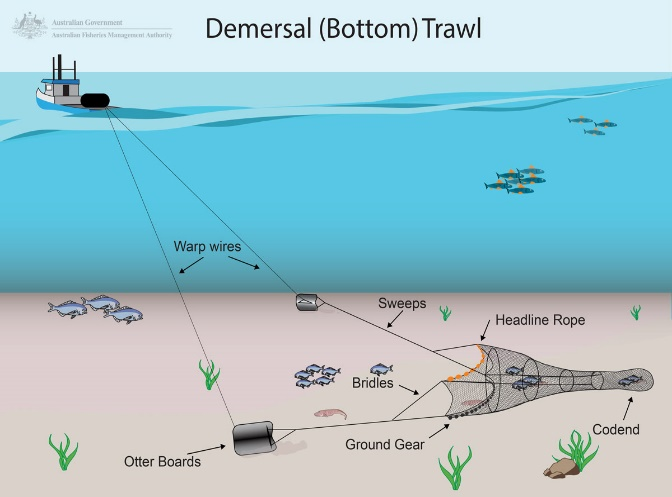 Australian Government
Australian Fisheries Management Authority
Demersal (Bottom) Trawl
Warp wires
Sweeps
Headline Rope
Bridles
Ground Gear
Codend
Otter Boards